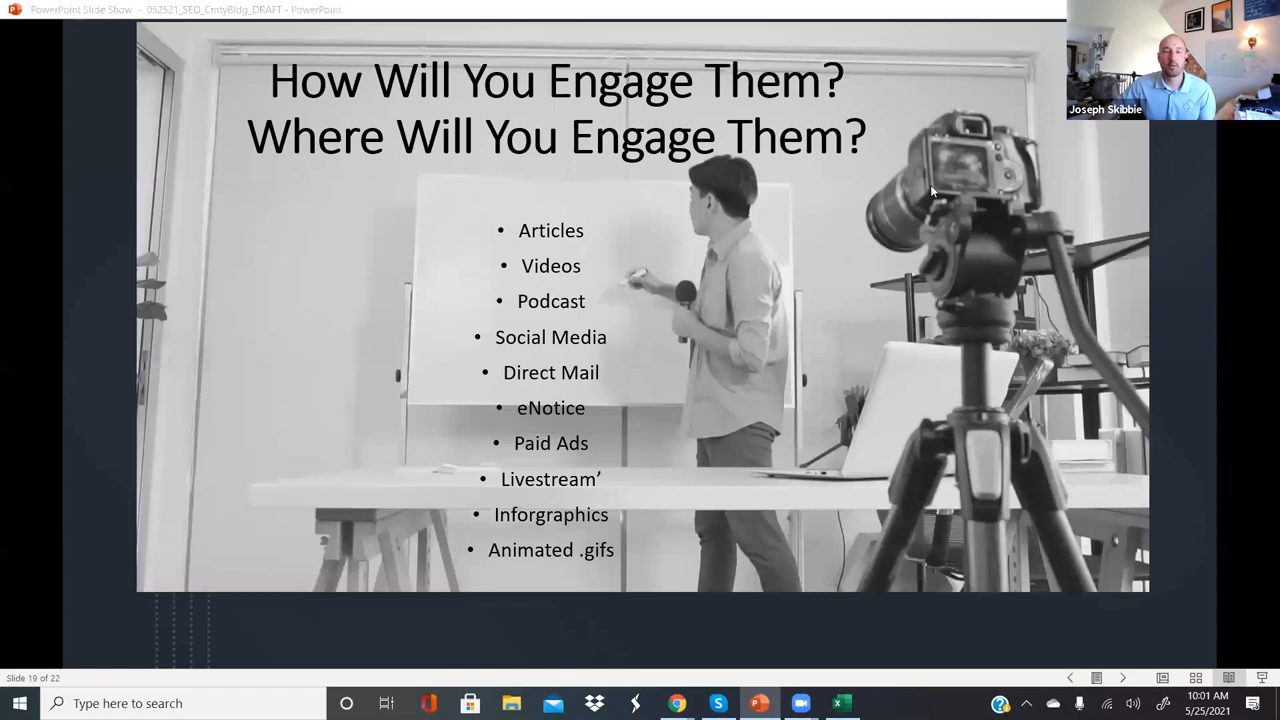 PowerPoint Slide Show - 052521_SEO_CmtyBldg_DRAFT - PowerPoint
Joseph Skibbie
How Will You Engage Them?
Where Will You Engage Them?
• Articles
• Videos
• Podcast
• Social Media
• Direct Mail
• eNotice
• Paid Ads
• Livestream’
• Inforgraphics
• Animated .gifs
Slide 19 of 22
Type here to search
10:01 AM
5/25/2021